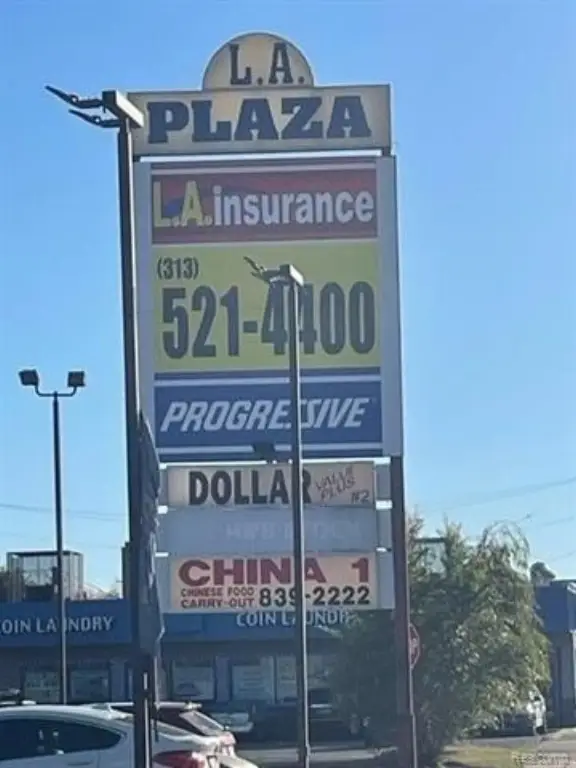 L.A.
PLAZA
L.A.insurance
(313)
521-4400
PROGRESSIVE
DOLLAR VALUE PLUS #2
CHINA 1
CHINESE FOOD
CARRY-OUT 839-2222
COIN LAUNDRY
COIN LAUNDRY